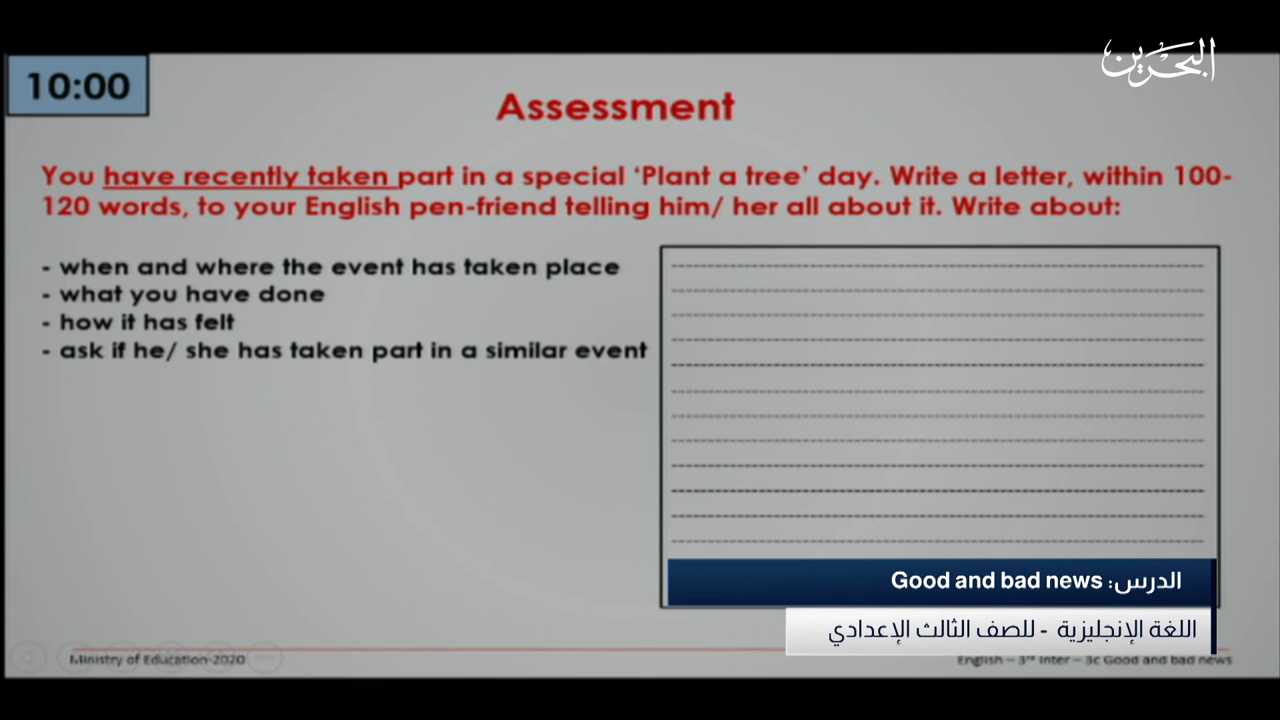 البحرين
10:00
Assessment
You have recently taken part in a special ‘Plant a tree’ day. Write a letter, within 100-
120 words, to your English pen-friend telling him/ her all about it. Write about:
- when and where the event has taken place
- what you have done
- how it has felt
- ask if he/ she has taken part in a similar event
الدرس: Good and bad news
اللغة الإنجليزية - للصف الثالث الإعدادي
Ministry of Education-2020
English – 3rd Inter – 3c Good and bad news